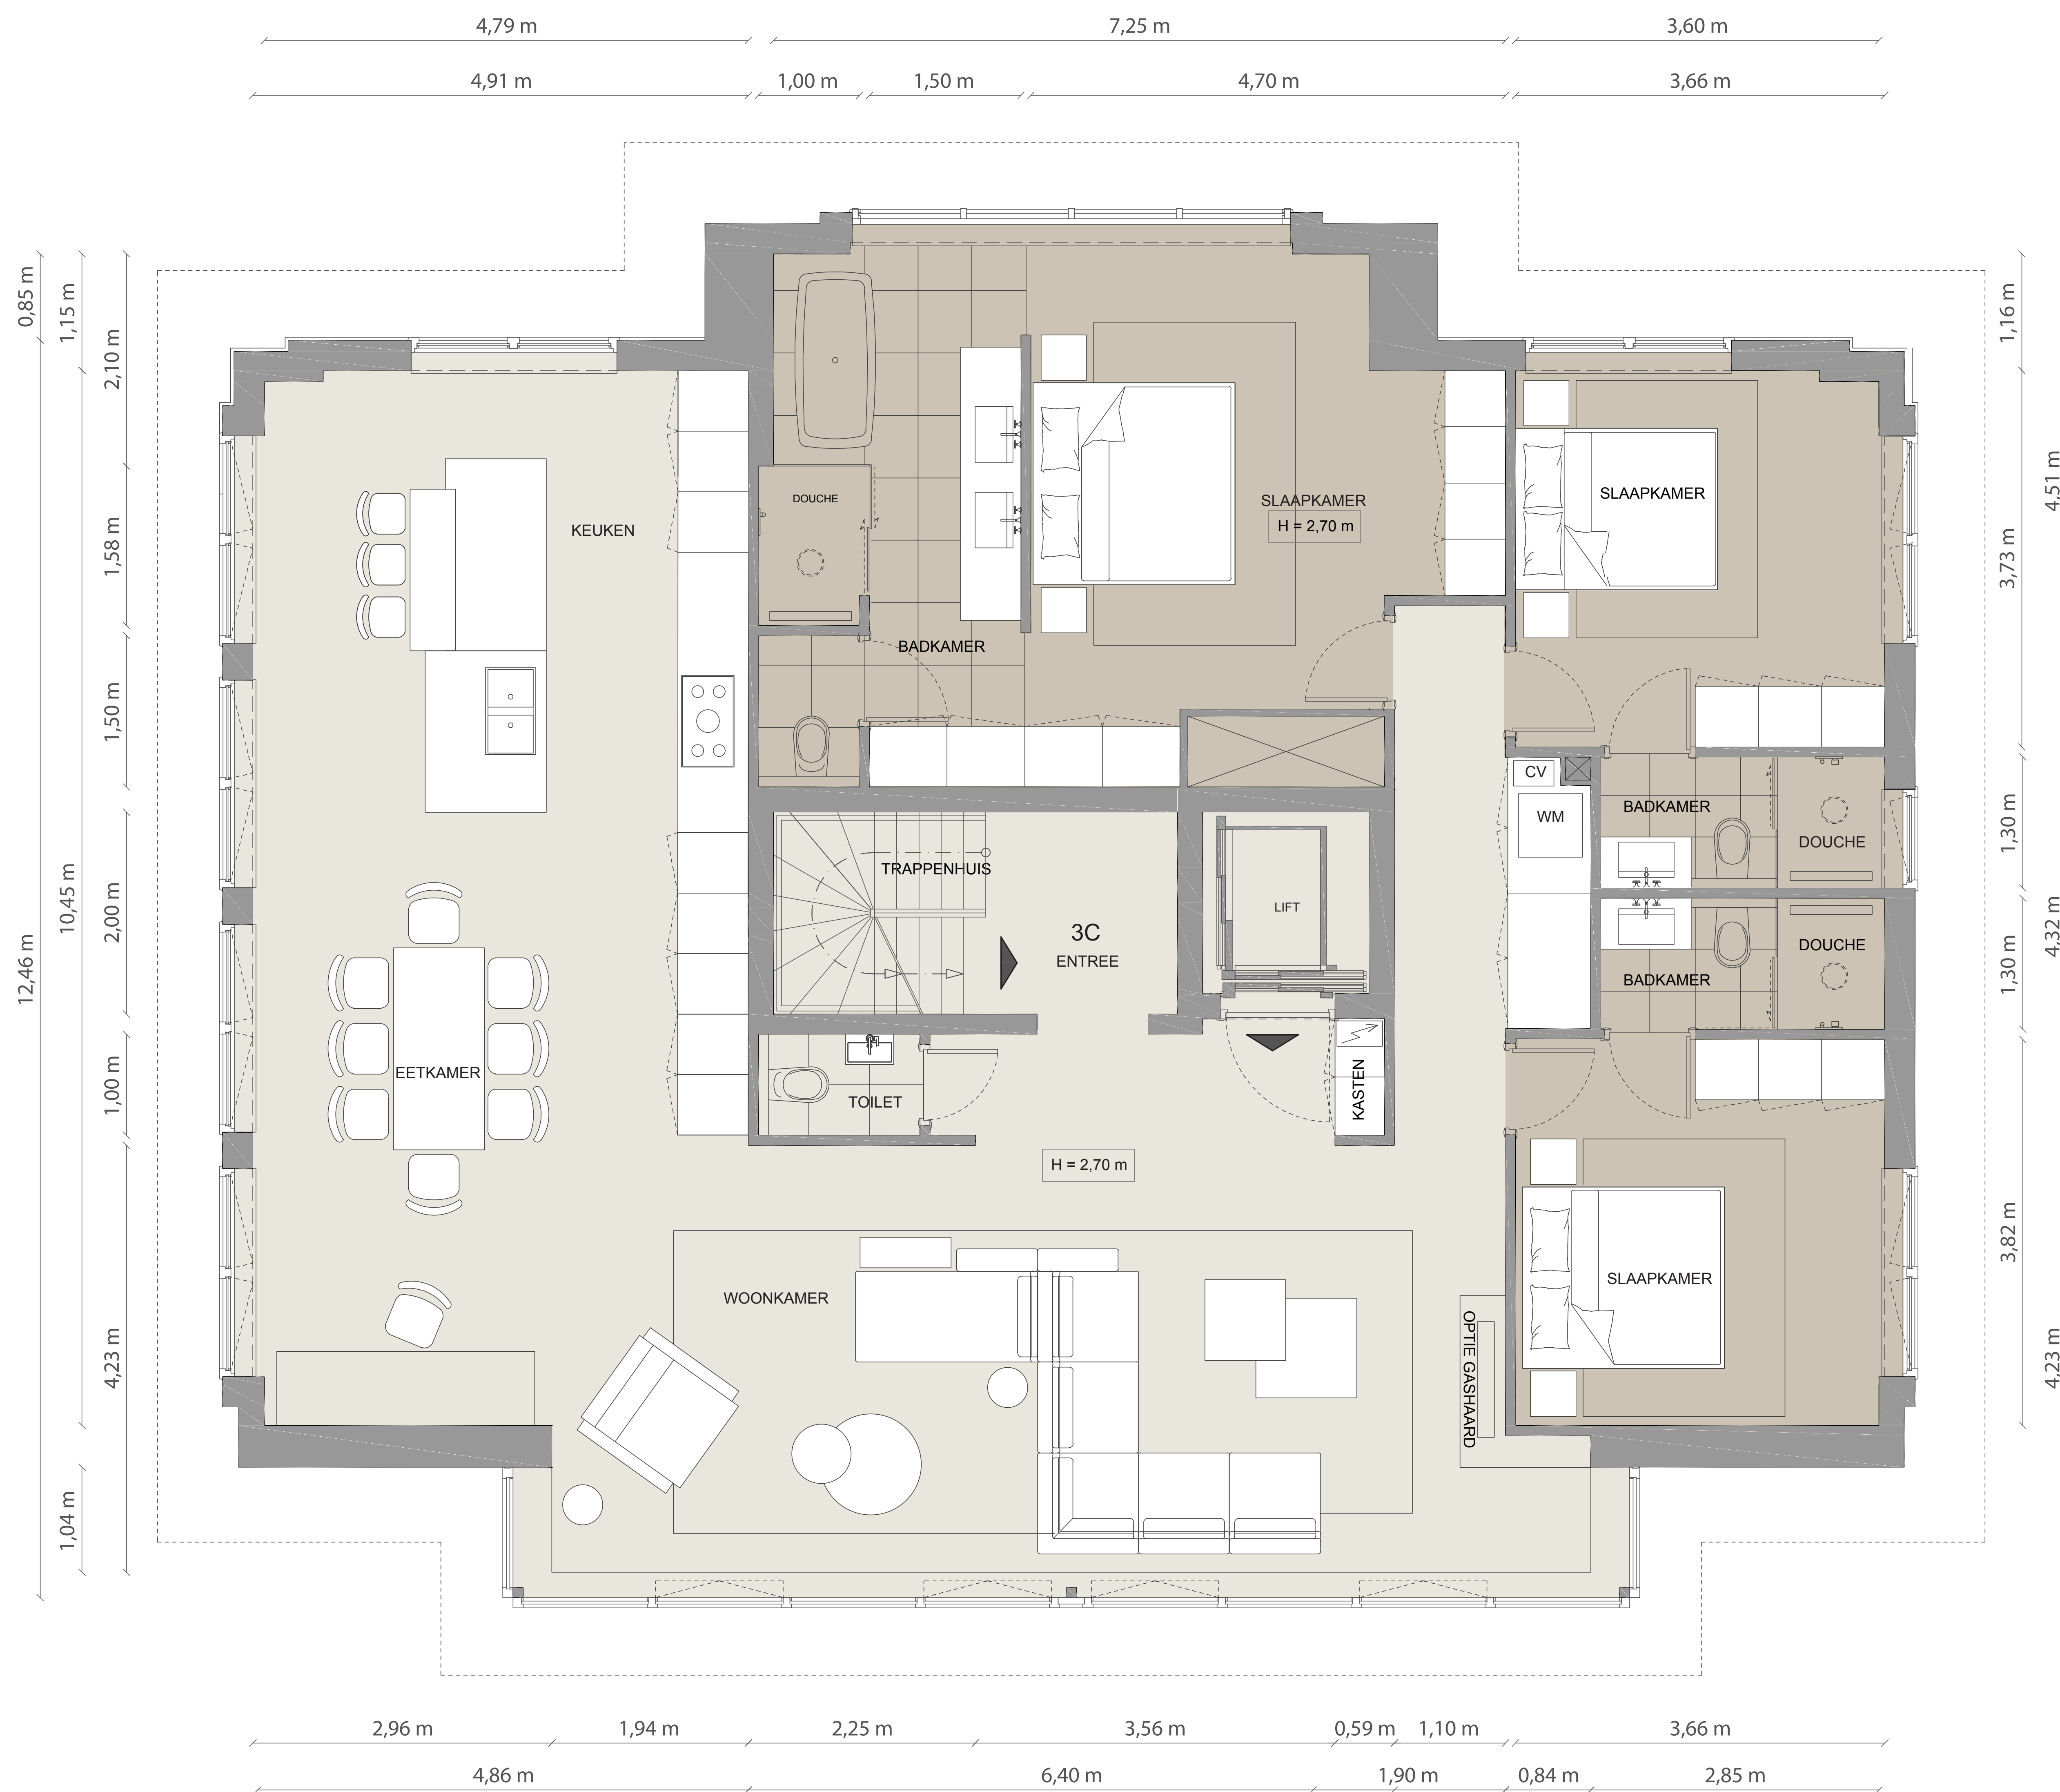 4,79 m
7,25 m
3,60 m
4,91 m
1,00 m
1,50 m
4,70 m
3,66 m
0,85 m
12,46 m
1,15 m
10,45 m
1,04 m
2,10 m
1,58 m
1,50 m
2,00 m
1,00 m
4,23 m
KEUKEN
DOUCHE
SLAAPKAMER
H = 2,70 m
SLAAPKAMER
BADKAMER
CV
WM
BADKAMER
DOUCHE
TRAPPENHUIS
3C
ENTREE
LIFT
DOUCHE
BADKAMER
EETKAMER
TOILET
KASTEN
H = 2,70 m
WOONKAMER
OPTIE GASHAARD
SLAAPKAMER
1,16 m
3,73 m
1,30 m
1,30 m
3,82 m
4,51 m
4,32 m
4,23 m
2,96 m
1,94 m
2,25 m
3,56 m
0,59 m
1,10 m
3,66 m
4,86 m
6,40 m
1,90 m
0,84 m
2,85 m